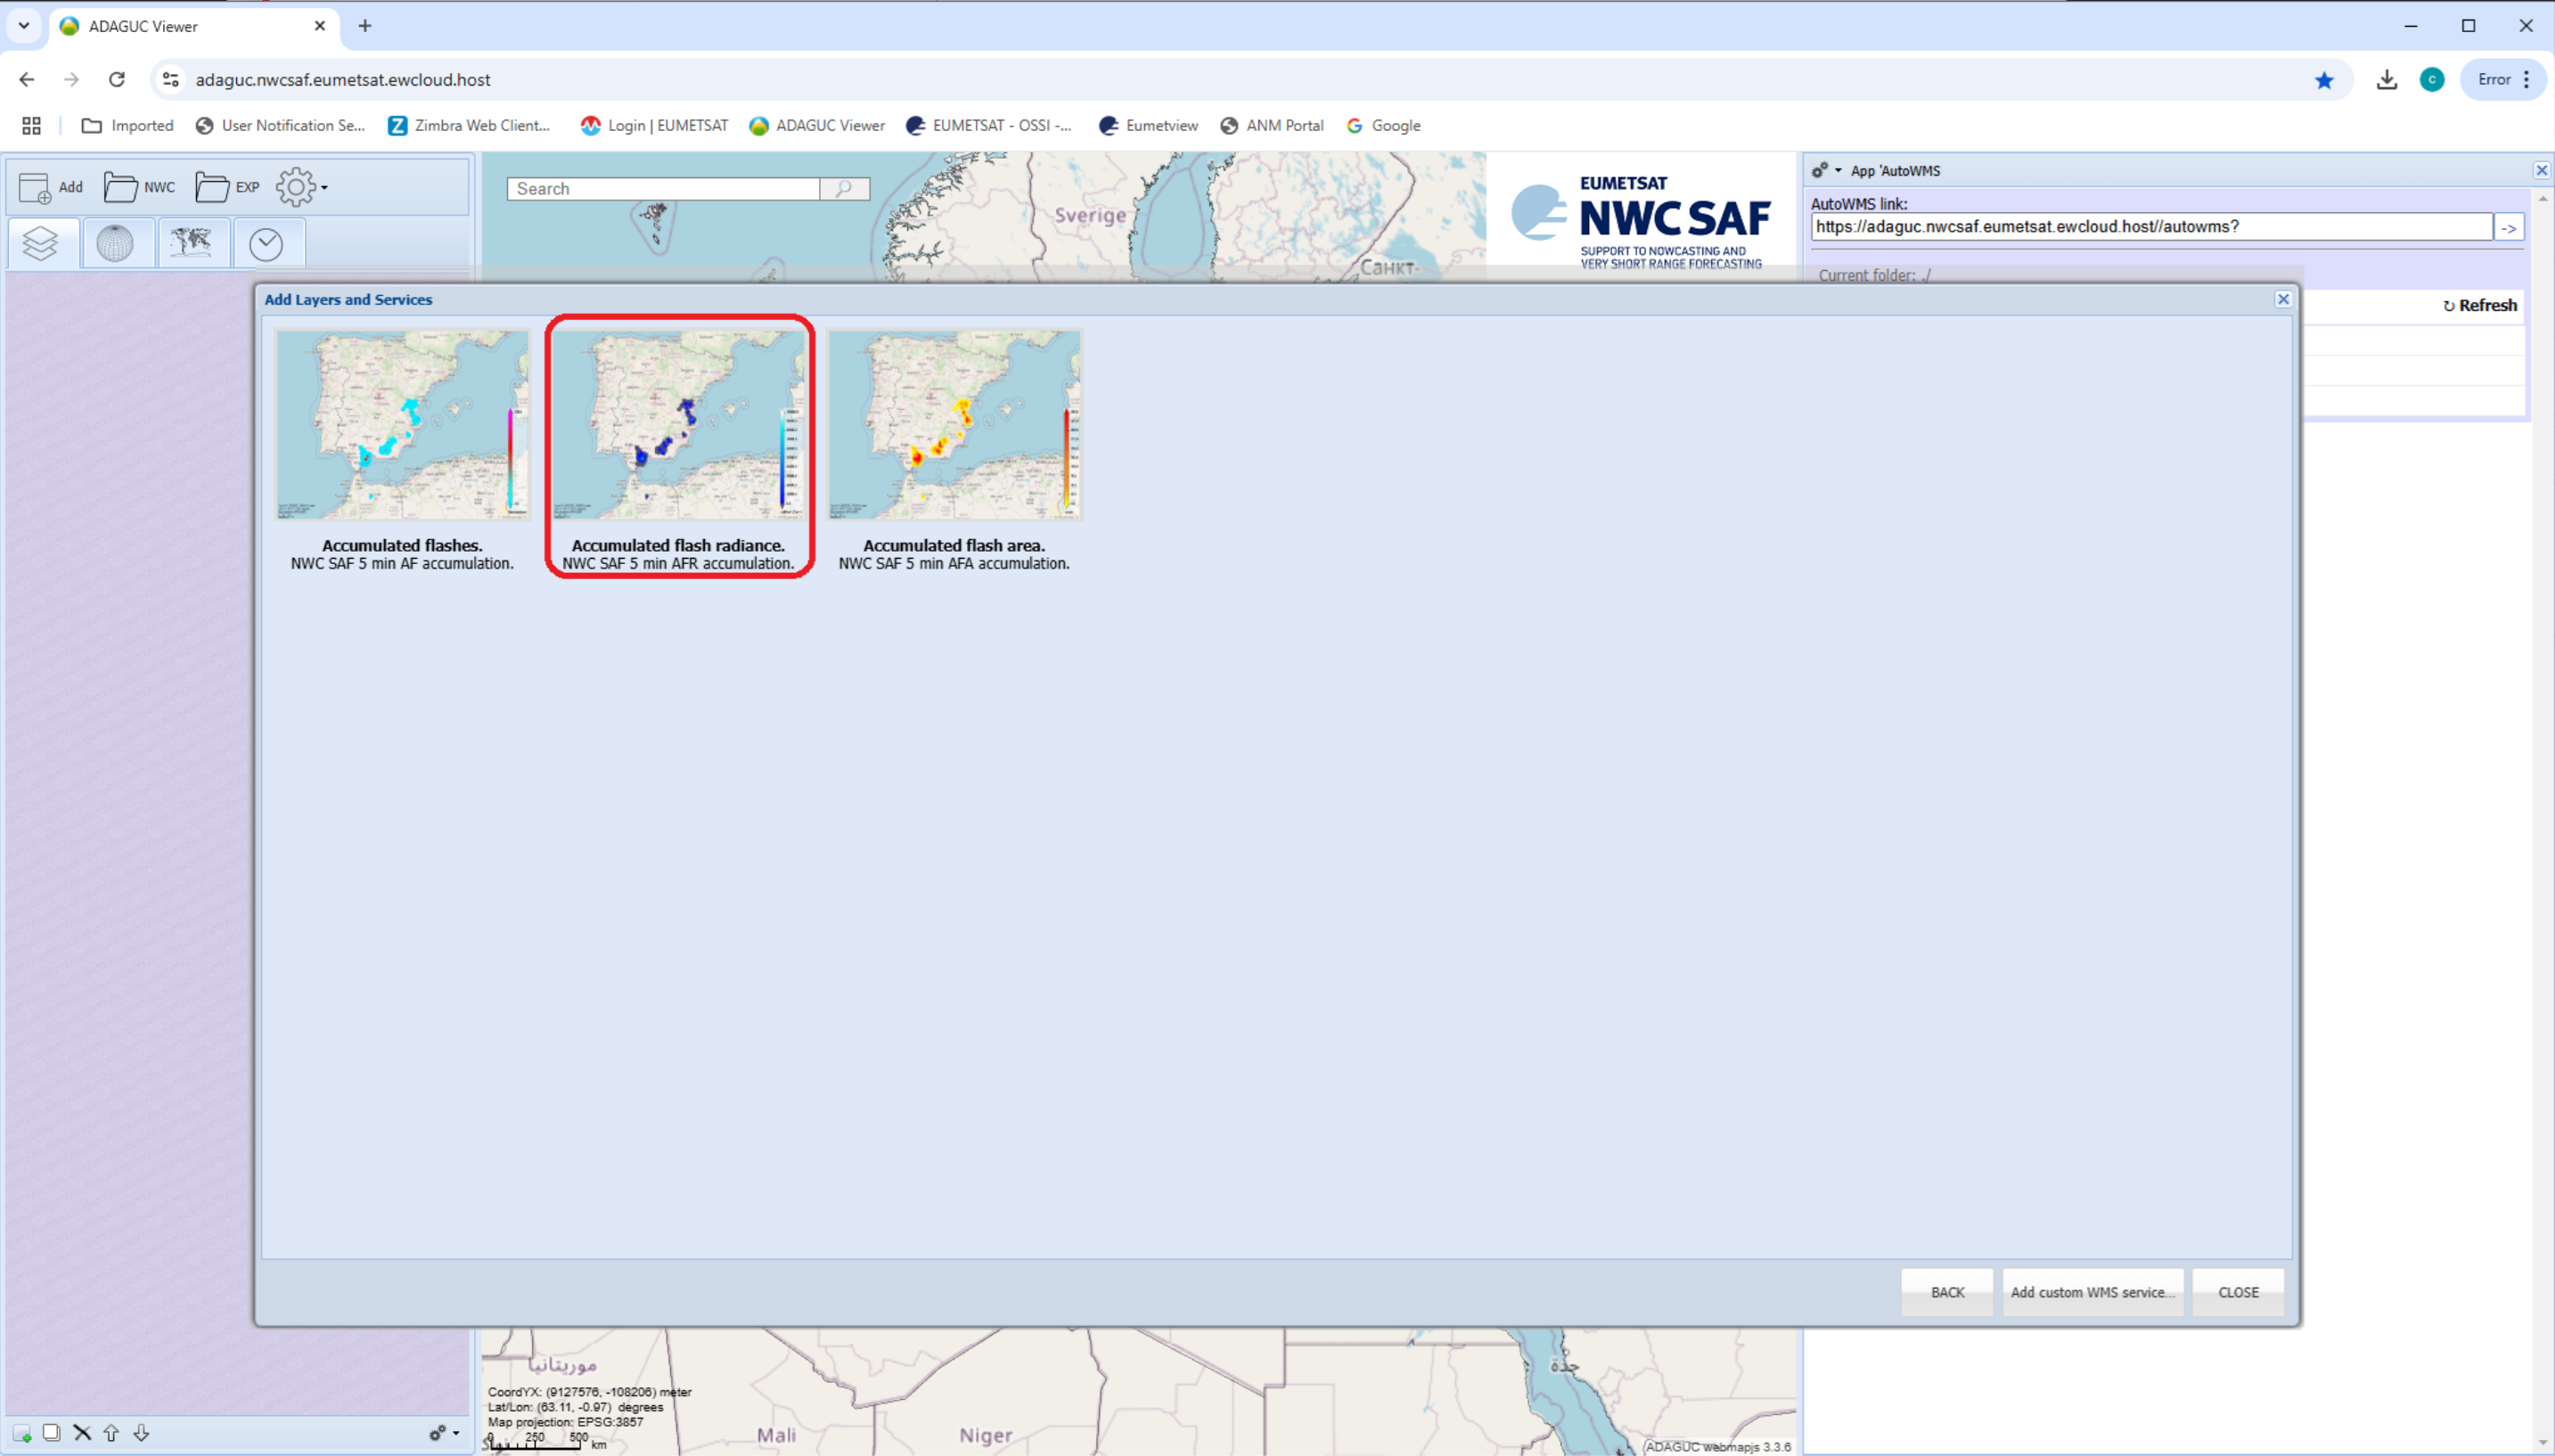 ADAGUC Viewer
adaguc.nwcsaf.eumetsat.ewcloud.host
Error
Imported
User Notification Se...
Zimbra Web Client...
Login | EUMETSAT
ADAGUC Viewer
EUMETSAT - OSSI -...
Eumetview
ANM Portal
Google
Add
NWC
EXP
Search
Sverige
Санкт-
EUMETSAT
NWC SAF
SUPPORT TO NOWCASTING AND
VERY SHORT RANGE FORECASTING
App 'AutoWMS
AutoWMS link:
https://adaguc.nwcsaf.eumetsat.ewcloud.host//autowms?
->
Current folder: ./
Refresh
Add Layers and Services
Accumulated flashes.
NWC SAF 5 min AF accumulation.
Accumulated flash radiance.
NWC SAF 5 min AFR accumulation.
Accumulated flash area.
NWC SAF 5 min AFA accumulation.
BACK
Add custom WMS service...
CLOSE
موريتانيا
جدة
CoordYX: (9127576, -108206) meter
Lat/Lon: (63.11, -0.97) degrees
Map projection: EPSG:3857
0 250 500 km
Mali
Niger
ADAGUC webmapjs 3.3.6